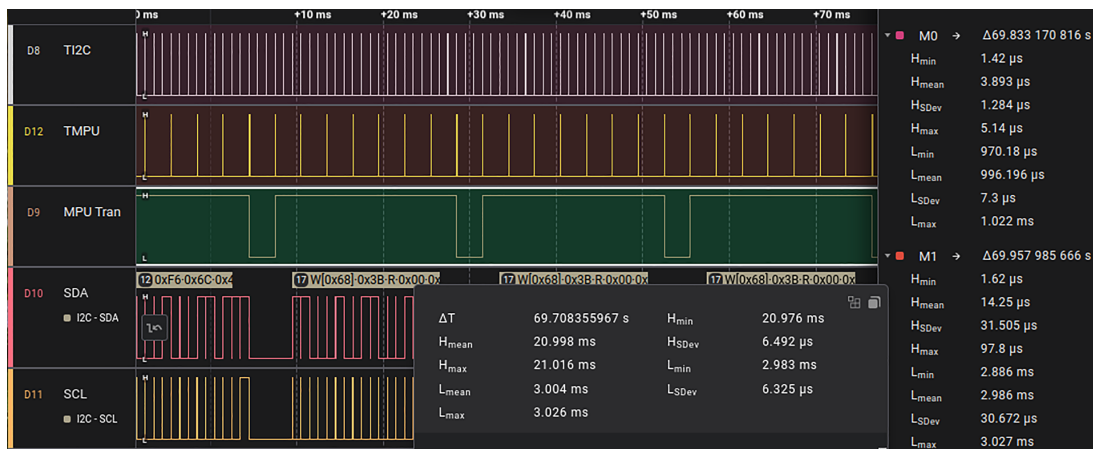 0 ms +10 ms +20 ms +30 ms +40 ms +50 ms +60 ms +70 ms
D8 TI2C H L
D12 TMPU H L
D9 MPU Tran H L
12 0xF6·0x6C·0x4 17 W[0x68]·0x3B·R·0x00·0x 17 W[0x68]·0x3B·R·0x00·0x 17 W[0x68]·0x3B·R·0x00·0x
D10 SDA H L
I2C - SDA
D11 SCL H L
I2C - SCL
ΔT 69.708355967 s Hmin 20.976 ms
Hmean 20.998 ms HSDev 6.492 µs
Hmax 21.016 ms Lmin 2.983 ms
Lmean 3.004 ms LSDev 6.325 µs
Lmax 3.026 ms
M0 → Δ69.833 170 816 s
Hmin 1.42 µs
Hmean 3.893 µs
HSDev 1.284 µs
Hmax 5.14 µs
Lmin 970.18 µs
Lmean 996.196 µs
LSDev 7.3 µs
Lmax 1.022 ms
M1 → Δ69.957 985 666 s
Hmin 1.62 µs
Hmean 14.25 µs
HSDev 31.505 µs
Hmax 97.8 µs
Lmin 2.886 ms
Lmean 2.986 ms
LSDev 30.672 µs
Lmax 3.027 ms